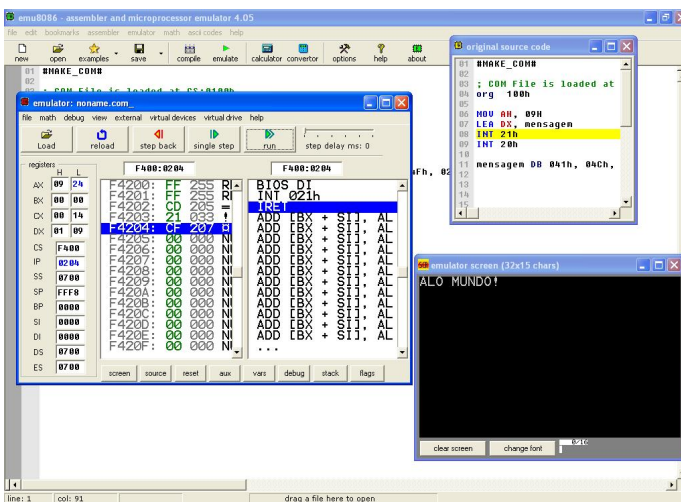 emu8086 - assembler and microprocessor emulator 4.05
file edit bookmarks assembler emulator math ascii codes help
new open examples save compile emulate calculator convertor options help about
01 #MAKE_COM#
02
03 ; COM File is loaded at CS:0100h
original source code
01 #MAKE_COM#
02
03 ; COM File is loaded at
04 org 100h
05
06 MOV AH, 09H
07 LEA DX, mensagem
08 INT 21h
09 INT 20h
10
11 mensagem DB 041h, 04Ch,
12
13
14
15
emulator: noname.com_
file math debug view external virtual devices virtual drive help
Load reload step back single step run step delay ms: 0
registers
H L
AX 09 24
BX 00 00
CX 00 14
DX 01 09
CS F400
IP 0204
SS 0700
SP FFF8
BP 0000
SI 0000
DI 0000
DS 0700
ES 0700
F400:0204 F400:0204
F4200: FF 255 R
F4201: FF 255 R
F4202: CD 205 =
F4203: 21 033 !
F4204: CF 207
F4205: 00 000 N
F4206: 00 000 N
F4207: 00 000 N
F4208: 00 000 N
F4209: 00 000 N
F420A: 00 000 N
F420B: 00 000 N
F420C: 00 000 N
F420D: 00 000 N
F420E: 00 000 N
F420F: 00 000 N
BIOS DI
INT 021h
IRET
ADD [BX + SI], AL
ADD [BX + SI], AL
ADD [BX + SI], AL
ADD [BX + SI], AL
ADD [BX + SI], AL
ADD [BX + SI], AL
ADD [BX + SI], AL
ADD [BX + SI], AL
ADD [BX + SI], AL
ADD [BX + SI], AL
ADD [BX + SI], AL
...
screen source reset aux vars debug stack flags
emulator screen (32x15 chars)
ALO MUNDO!
clear screen change font 0/16
line: 1 col: 91 drag a file here to open